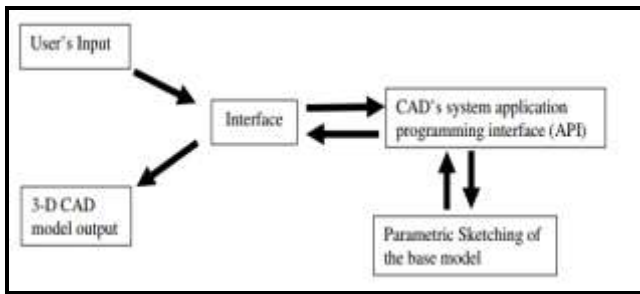 User's Input
Interface
CAD's system application
programming interface (API)
3-D CAD
model output
Parametric Sketching of
the base model